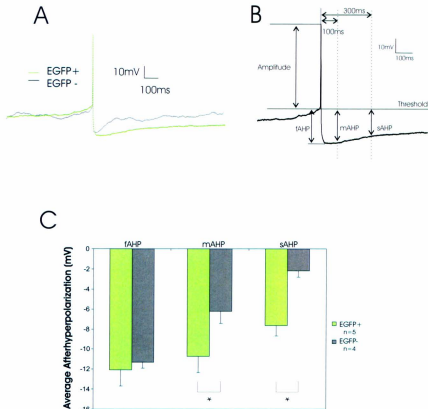 A
EGFP+
EGFP-
10mV
100ms
B
300ms
100ms
10mV
100ms
Amplitude
Threshold
fAHP
mAHP
sAHP
C
Average Afterhyperpolarization (mV)
fAHP
mAHP
sAHP
0
-2
-4
-6
-8
-10
-12
-14
-16
*
*
EGFP+
n=5
EGFP-
n=4